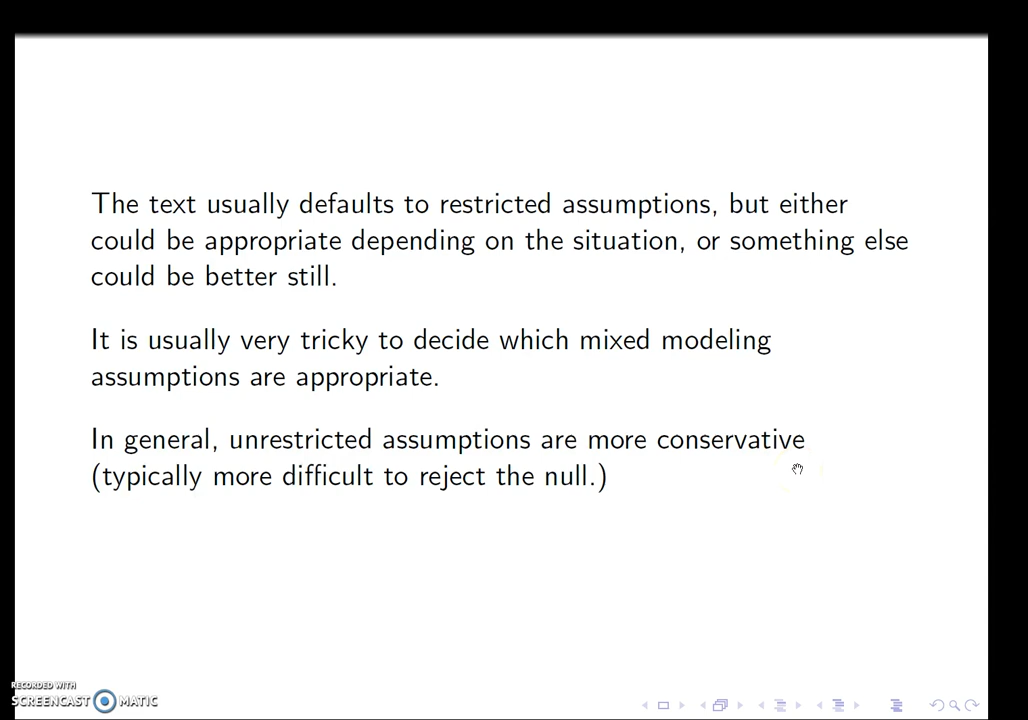 The text usually defaults to restricted assumptions, but either
could be appropriate depending on the situation, or something else
could be better still.
It is usually very tricky to decide which mixed modeling
assumptions are appropriate.
In general, unrestricted assumptions are more conservative
(typically more difficult to reject the null.)
RECORDED WITH
SCREENCAST MATIC